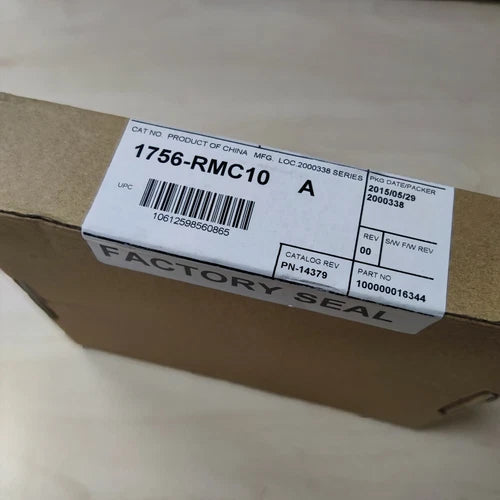 CAT NO. PRODUCT OF CHINA MFG. LOC.2000338 SERIES
1756-RMC10 A
UPC
10612598560865
PKG DATE/PACKER
2015/05/29
2000338
REV
00
S/W F/W REV
CATALOG REV
PN-14379
PART NO
100000016344
FACTORY SEAL